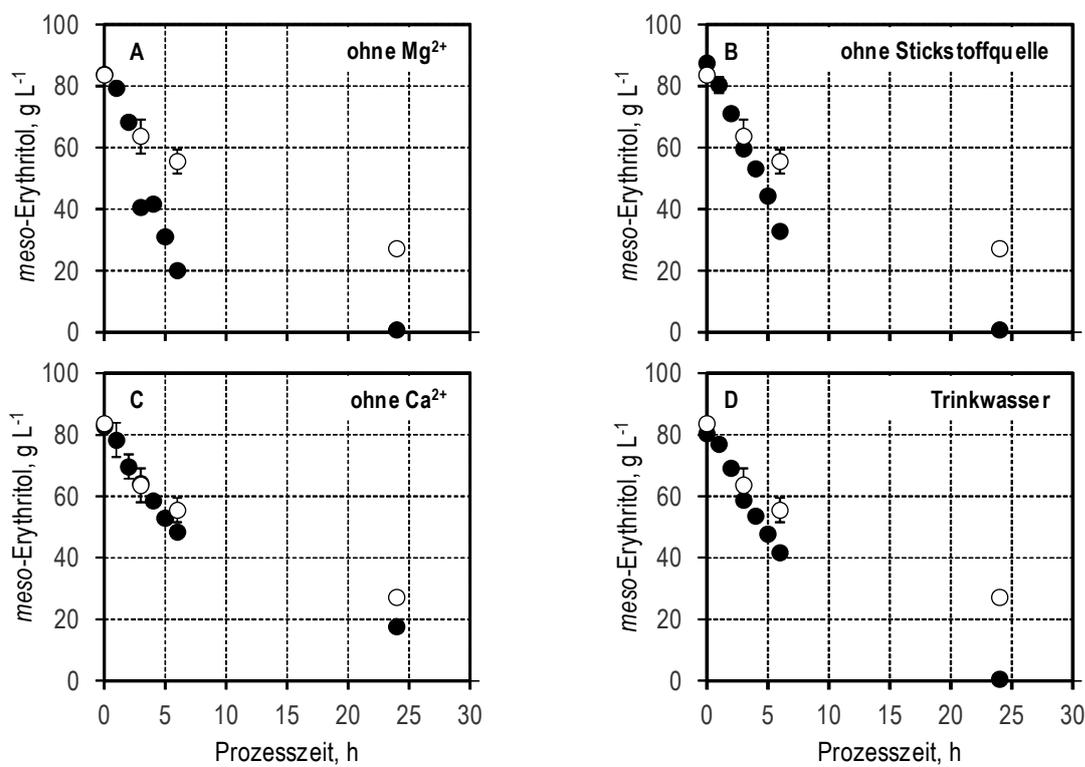 A
ohne Mg²⁺
meso-Erythritol, g L⁻¹
100
80
60
40
20
0
B
ohne Stickstoffquelle
meso-Erythritol, g L⁻¹
100
80
60
40
20
0
C
ohne Ca²⁺
meso-Erythritol, g L⁻¹
100
80
60
40
20
0
0 5 10 15 20 25 30
Prozesszeit, h
D
Trinkwasser
meso-Erythritol, g L⁻¹
100
80
60
40
20
0
0 5 10 15 20 25 30
Prozesszeit, h